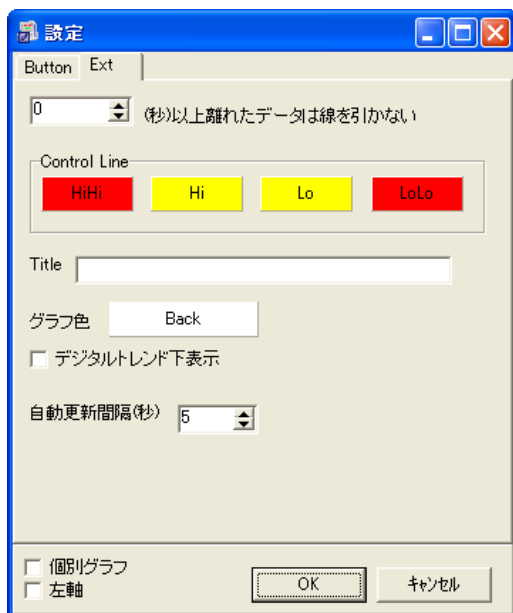 設定
Button Ext
0 (秒)以上離れたデータは線を引かない
Control Line
HiHi Hi Lo LoLo
Title
グラフ色 Back
デジタルトレンド下表示
自動更新間隔(秒) 5
個別グラフ
左軸
OK キャンセル